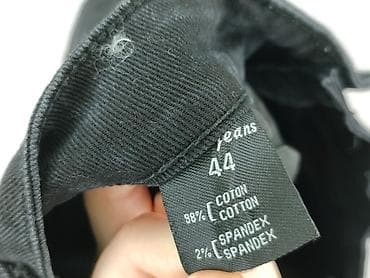 jeans
44
98% [ COTON
COTTON
2% [ SPANDEX
SPANDEX